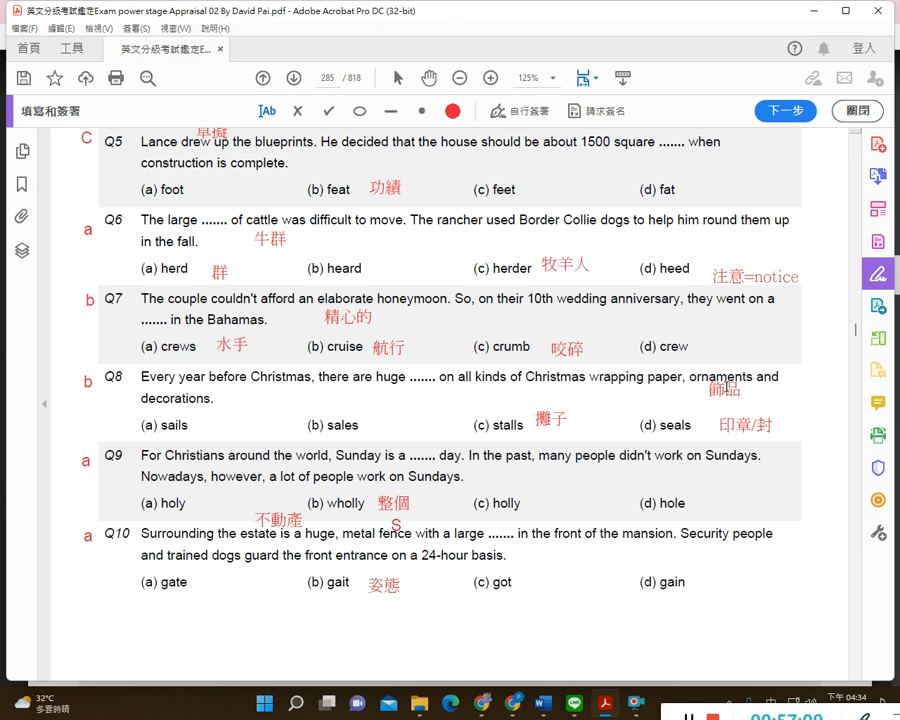 英文分級考試鑑定Exam power stage Appraisal 02 By David Pai.pdf - Adobe Acrobat Pro DC (32-bit)
檔案(F) 編輯(E) 檢視(V) 簽署(S) 視窗(W) 說明(H)
首頁 工具 英文分級考試鑑定E... × 登入
285 / 818 125%
填寫和簽署 Ab 自行簽署 請求簽名 下一步 關閉
早擬
C Q5 Lance drew up the blueprints. He decided that the house should be about 1500 square ....... when
construction is complete.
(a) foot (b) feat 功績 (c) feet (d) fat
a Q6 The large ....... of cattle was difficult to move. The rancher used Border Collie dogs to help him round them up
in the fall. 牛群
(a) herd 群 (b) heard (c) herder 牧羊人 (d) heed 注意=notice
b Q7 The couple couldn't afford an elaborate honeymoon. So, on their 10th wedding anniversary, they went on a
....... in the Bahamas. 精心的
(a) crews 水手 (b) cruise 航行 (c) crumb 咬碎 (d) crew
b Q8 Every year before Christmas, there are huge ....... on all kinds of Christmas wrapping paper, ornaments and
decorations. 飾品
(a) sails (b) sales (c) stalls 攤子 (d) seals 印章/封
a Q9 For Christians around the world, Sunday is a ....... day. In the past, many people didn't work on Sundays.
Nowadays, however, a lot of people work on Sundays.
(a) holy (b) wholly 整個 (c) holly (d) hole
不動產 S
a Q10 Surrounding the estate is a huge, metal fence with a large ....... in the front of the mansion. Security people
and trained dogs guard the front entrance on a 24-hour basis.
(a) gate (b) gait 姿態 (c) got (d) gain
32°C
多雲時晴
下午 04:34